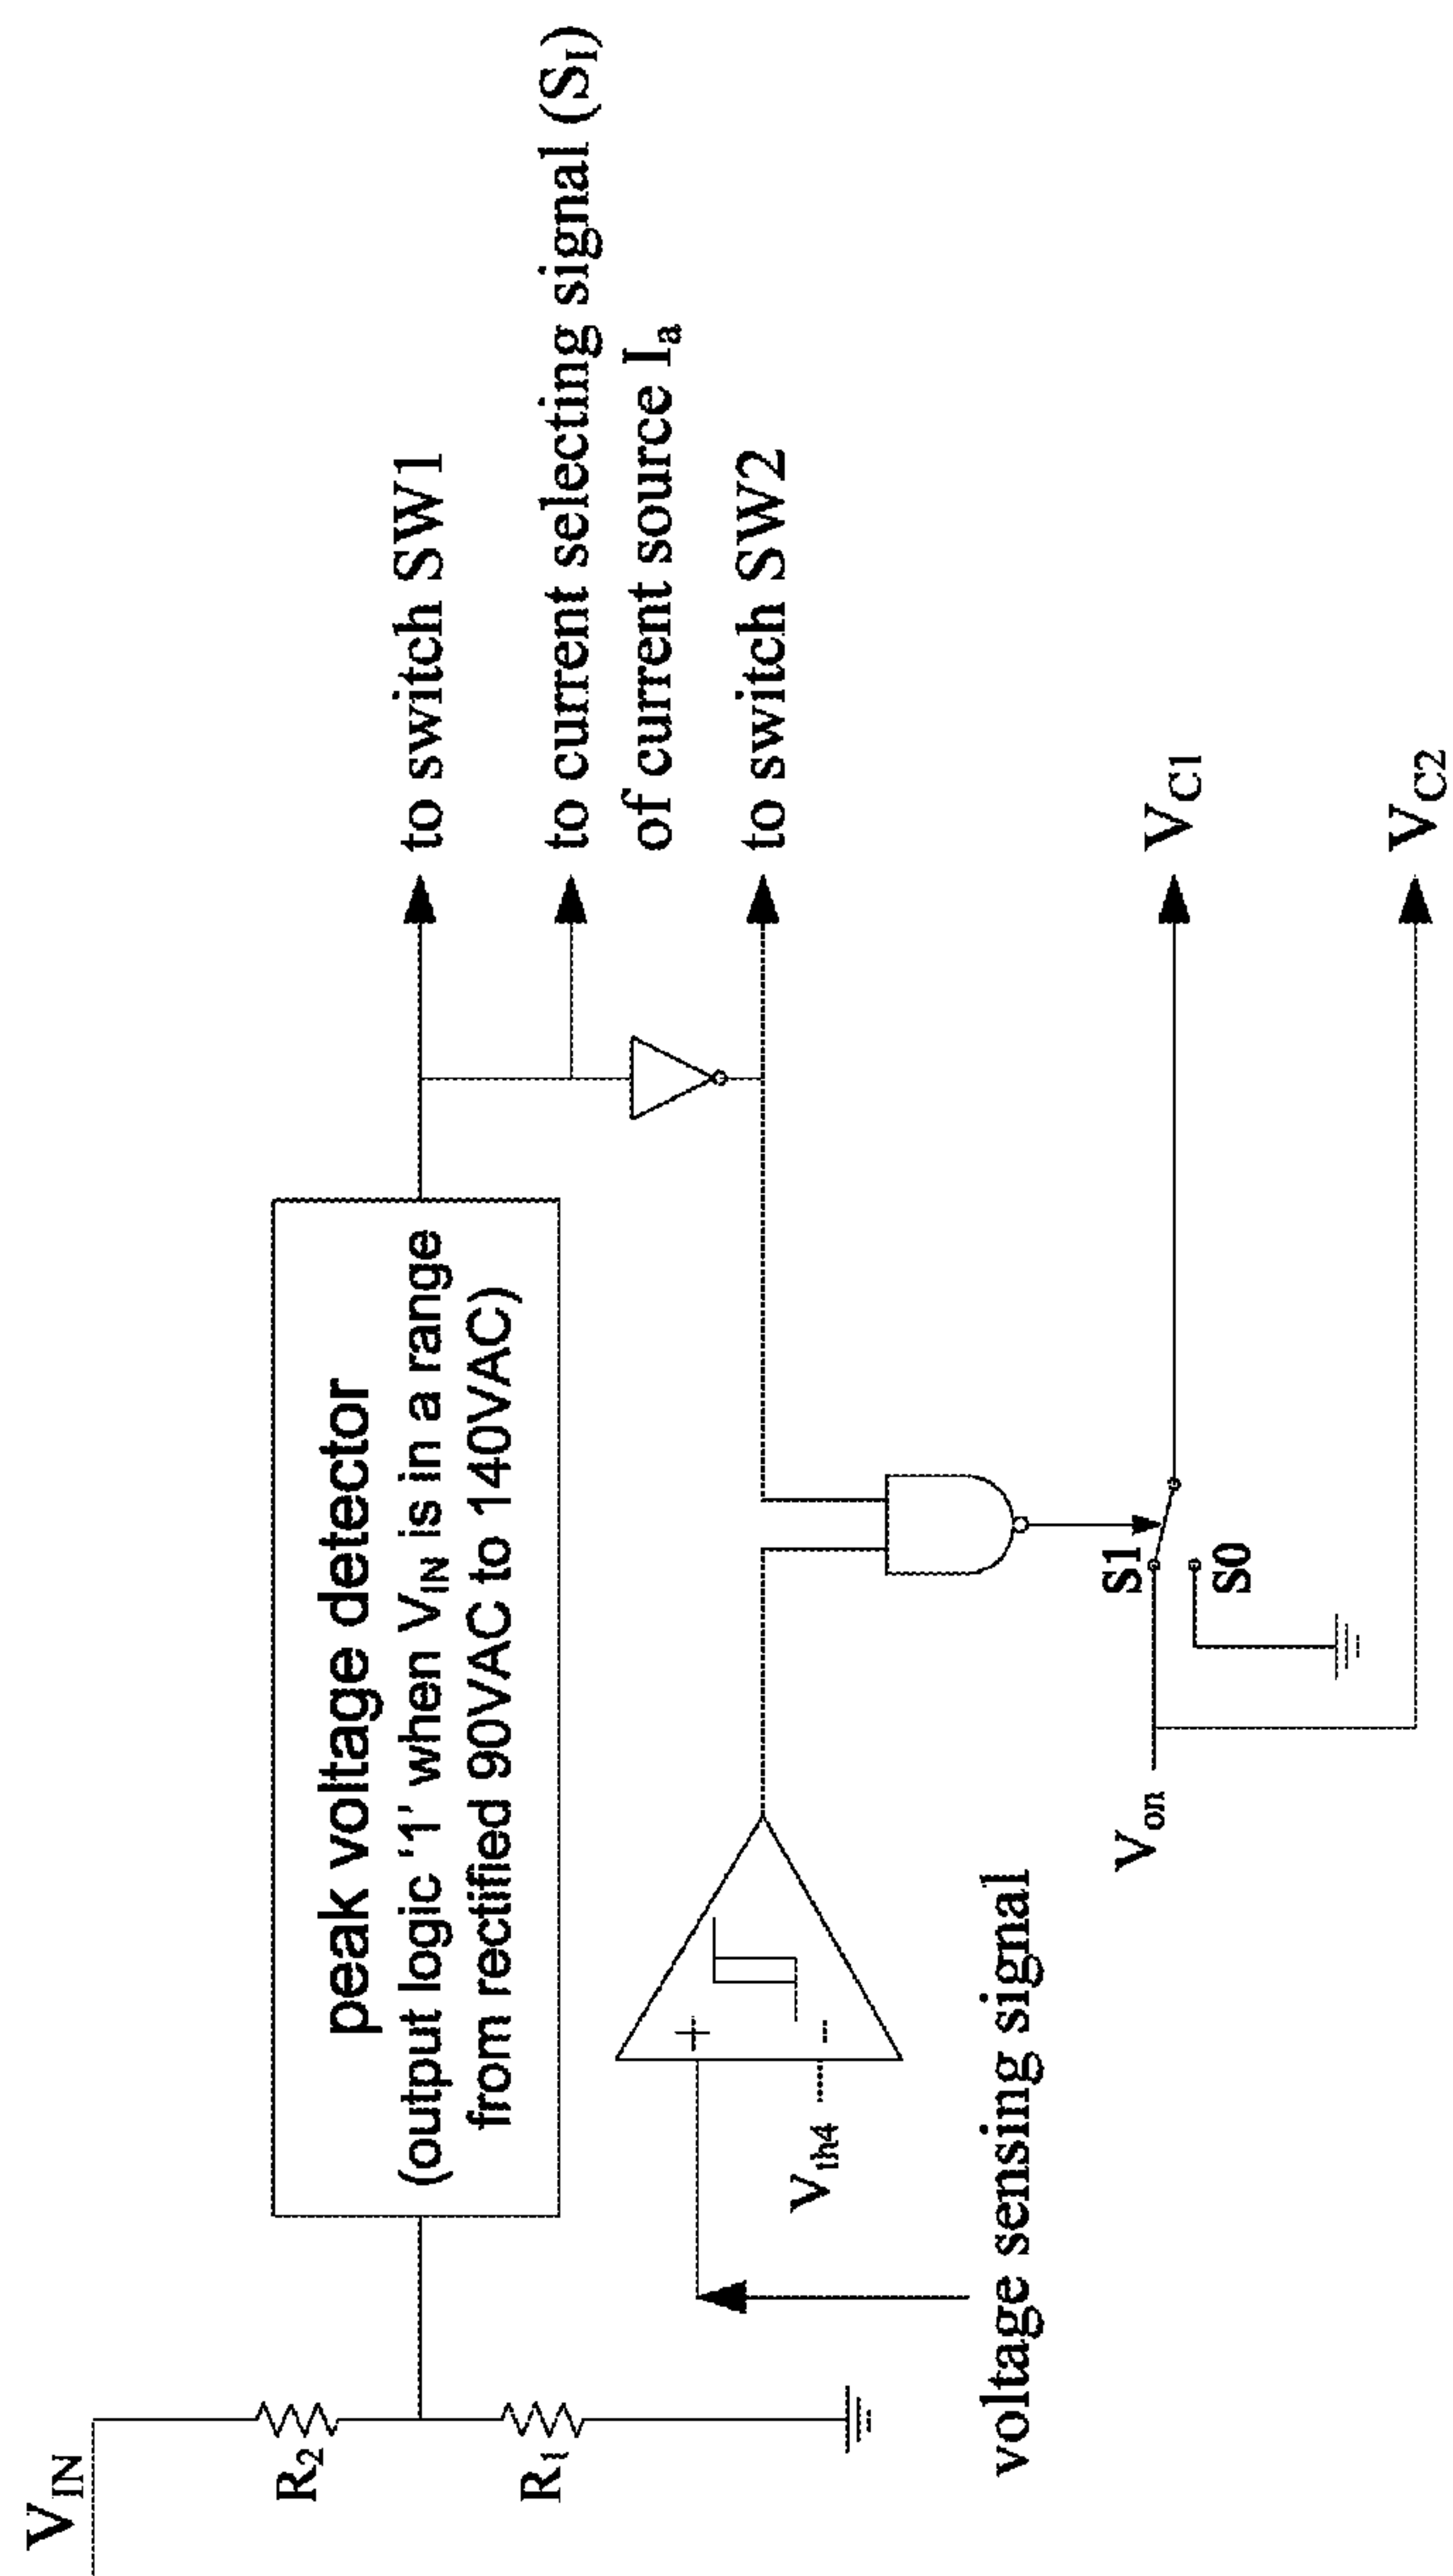 V_IN
R₂
R₁
peak voltage detector
(output logic '1' when V_IN is in a range
from rectified 90VAC to 140VAC)
to switch SW1
to current selecting signal (S_I)
of current source I_a
to switch SW2
+
-
V_th4
voltage sensing signal
S1
S0
V_on
V_C1
V_C2